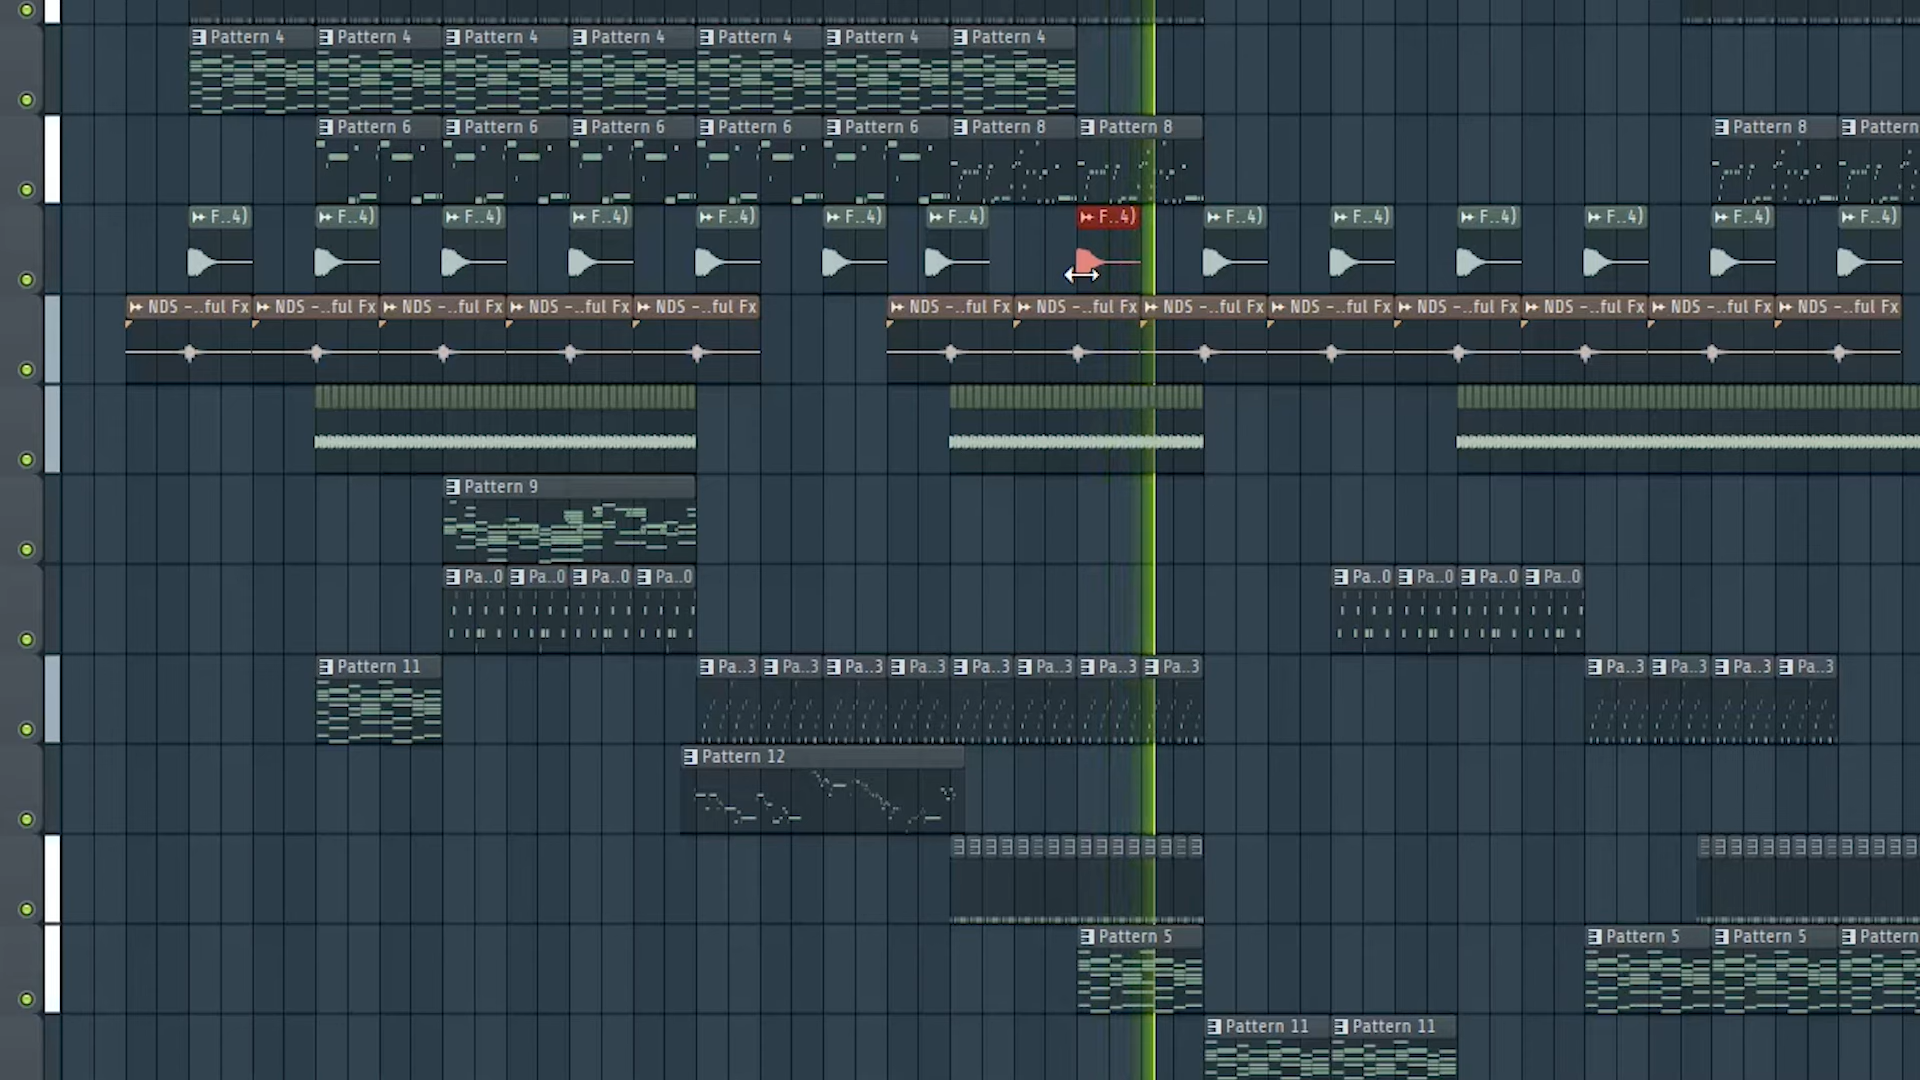 Pattern 4 Pattern 4 Pattern 4 Pattern 4 Pattern 4 Pattern 4 Pattern 4
Pattern 6 Pattern 6 Pattern 6 Pattern 6 Pattern 6 Pattern 8 Pattern 8 Pattern 8 Pattern
F..4) F..4) F..4) F..4) F..4) F..4) F..4) F..4) F..4) F..4) F..4) F..4) F..4) F..4)
NDS -..ful Fx NDS -..ful Fx NDS -..ful Fx NDS -..ful Fx NDS -..ful Fx NDS -..ful Fx NDS -..ful Fx NDS -..ful Fx NDS -..ful Fx NDS -..ful Fx NDS -..ful Fx NDS -..ful Fx NDS -..ful Fx
Pattern 9
Pa..0 Pa..0 Pa..0 Pa..0 Pa..0 Pa..0 Pa..0 Pa..0
Pattern 11 Pa..3 Pa..3 Pa..3 Pa..3 Pa..3 Pa..3 Pa..3 Pa..3 Pa..3 Pa..3 Pa..3 Pa..3
Pattern 12
Pattern 5 Pattern 5 Pattern 5 Pattern
Pattern 11 Pattern 11